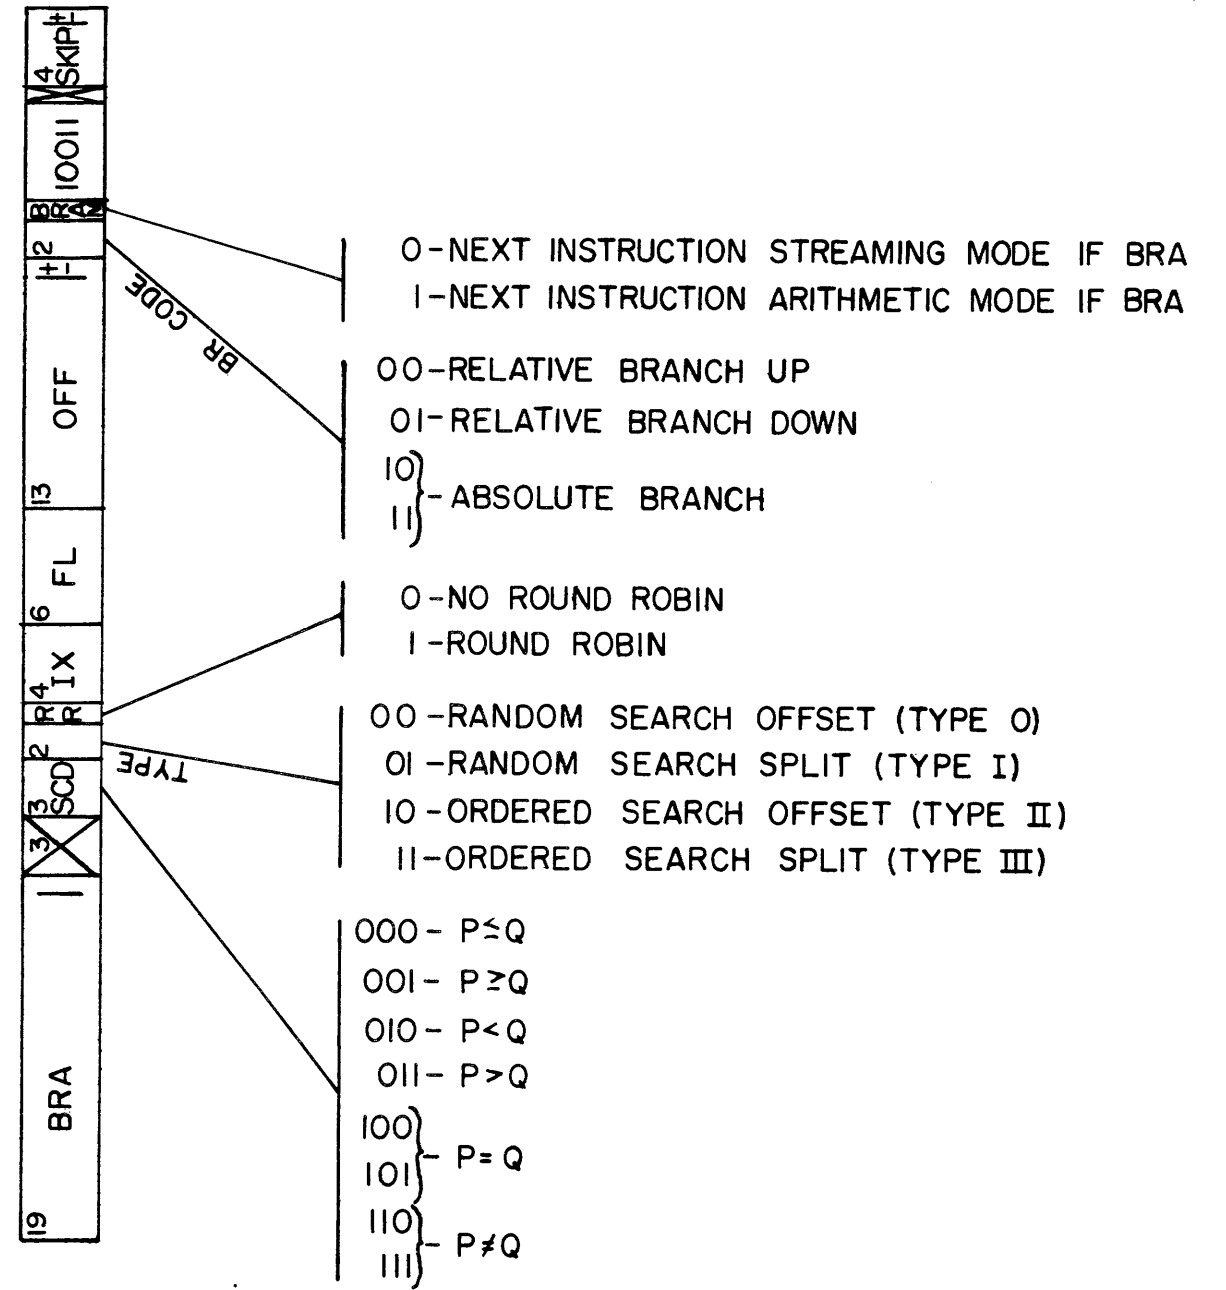 4 SKIP ±
10011
BRAN
2
BR CODE
± OFF 13
FL 6
IX 4
RR
2
TYPE
SCD 3
3
| BRA 19
0-NEXT INSTRUCTION STREAMING MODE IF BRA
1-NEXT INSTRUCTION ARITHMETIC MODE IF BRA
00-RELATIVE BRANCH UP
01-RELATIVE BRANCH DOWN
10
11
- ABSOLUTE BRANCH
0-NO ROUND ROBIN
1-ROUND ROBIN
00-RANDOM SEARCH OFFSET (TYPE 0)
01-RANDOM SEARCH SPLIT (TYPE I)
10-ORDERED SEARCH OFFSET (TYPE II)
11-ORDERED SEARCH SPLIT (TYPE III)
000- P≤Q
001- P≥Q
010- P<Q
011- P>Q
100
101
- P=Q
110
111
- P≠Q